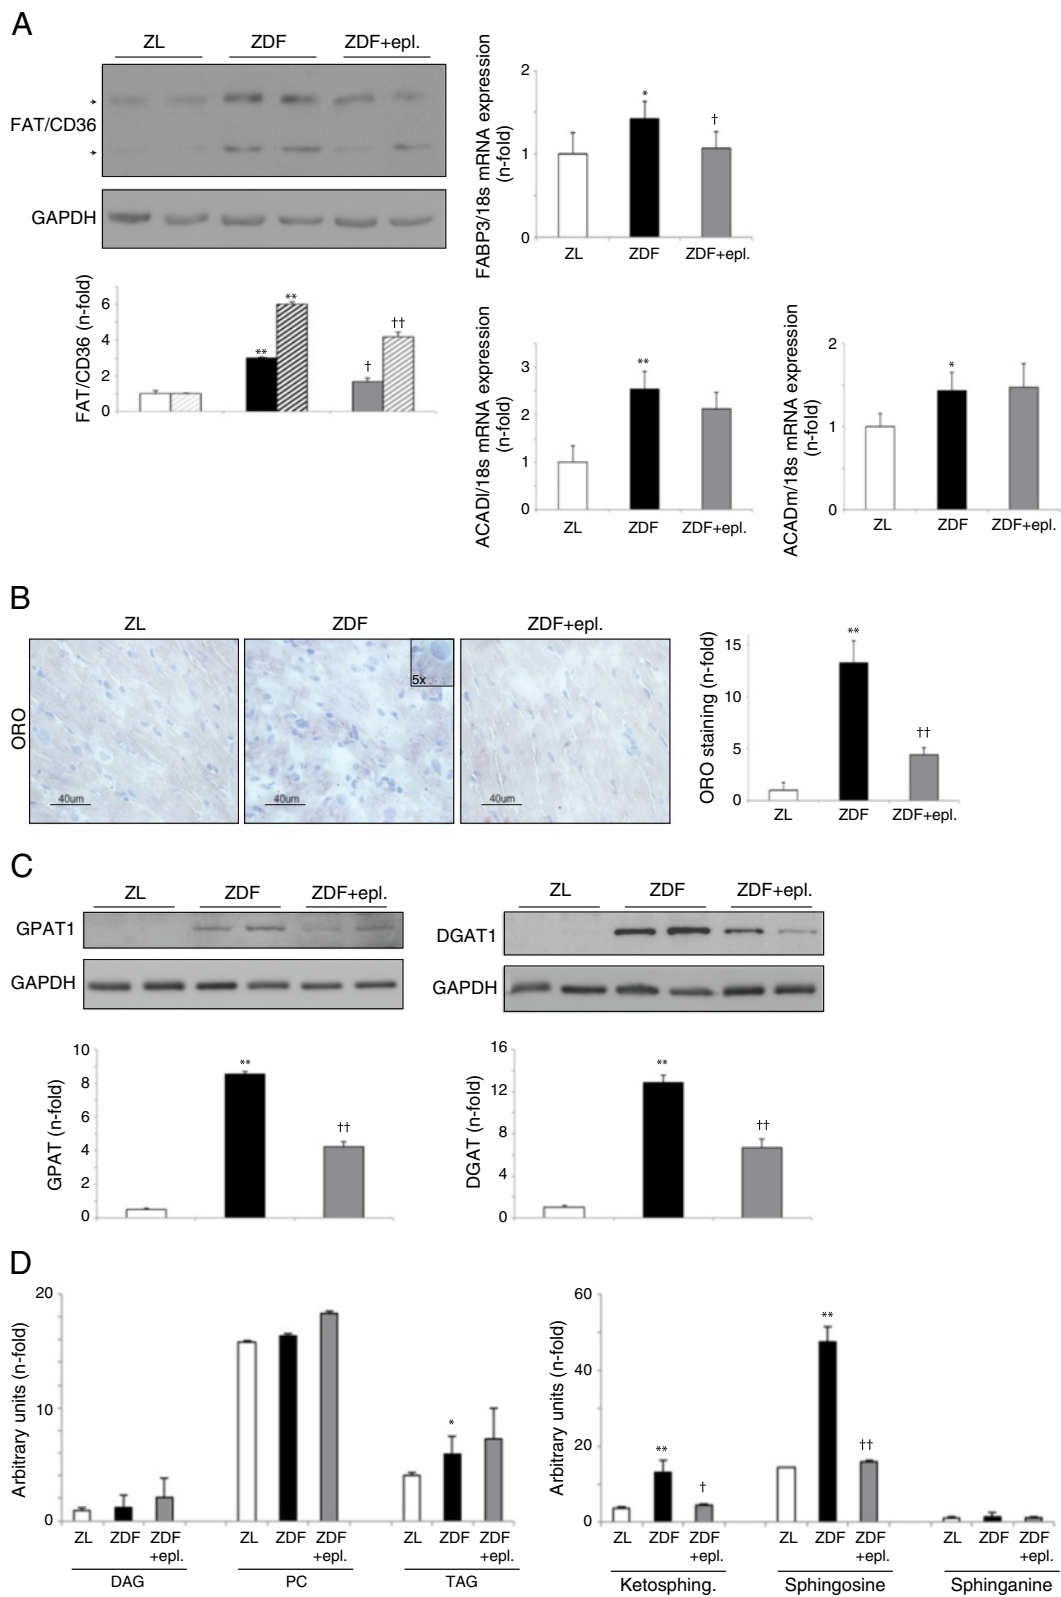 A
ZL ZDF ZDF+epl.
FAT/CD36
GAPDH
FAT/CD36 (n-fold)
6
4
2
0
**
**
†
††
FABP3/18s mRNA expression
(n-fold)
2
1
0
*
†
ZL ZDF ZDF+epl.
ACADl/18s mRNA expression
(n-fold)
3
2
1
0
**
ZL ZDF ZDF+epl.
ACADm/18s mRNA expression
(n-fold)
2
1
0
*
ZL ZDF ZDF+epl.
B
ZL ZDF ZDF+epl.
ORO
5x
40um 40um 40um
ORO staining (n-fold)
15
10
5
0
**
††
ZL ZDF ZDF+epl.
C
ZL ZDF ZDF+epl.
GPAT1
GAPDH
GPAT (n-fold)
10
8
6
4
2
0
**
††
ZL ZDF ZDF+epl.
DGAT1
GAPDH
DGAT (n-fold)
16
12
8
4
0
**
††
D
Arbitrary units (n-fold)
20
10
0
*
ZL ZDF ZDF ZL ZDF ZDF ZL ZDF ZDF
+epl. +epl. +epl.
DAG PC TAG
Arbitrary units (n-fold)
60
40
20
0
**
†
**
††
ZL ZDF ZDF ZL ZDF ZDF ZL ZDF ZDF
+epl. +epl. +epl.
Ketosphing. Sphingosine Sphinganine